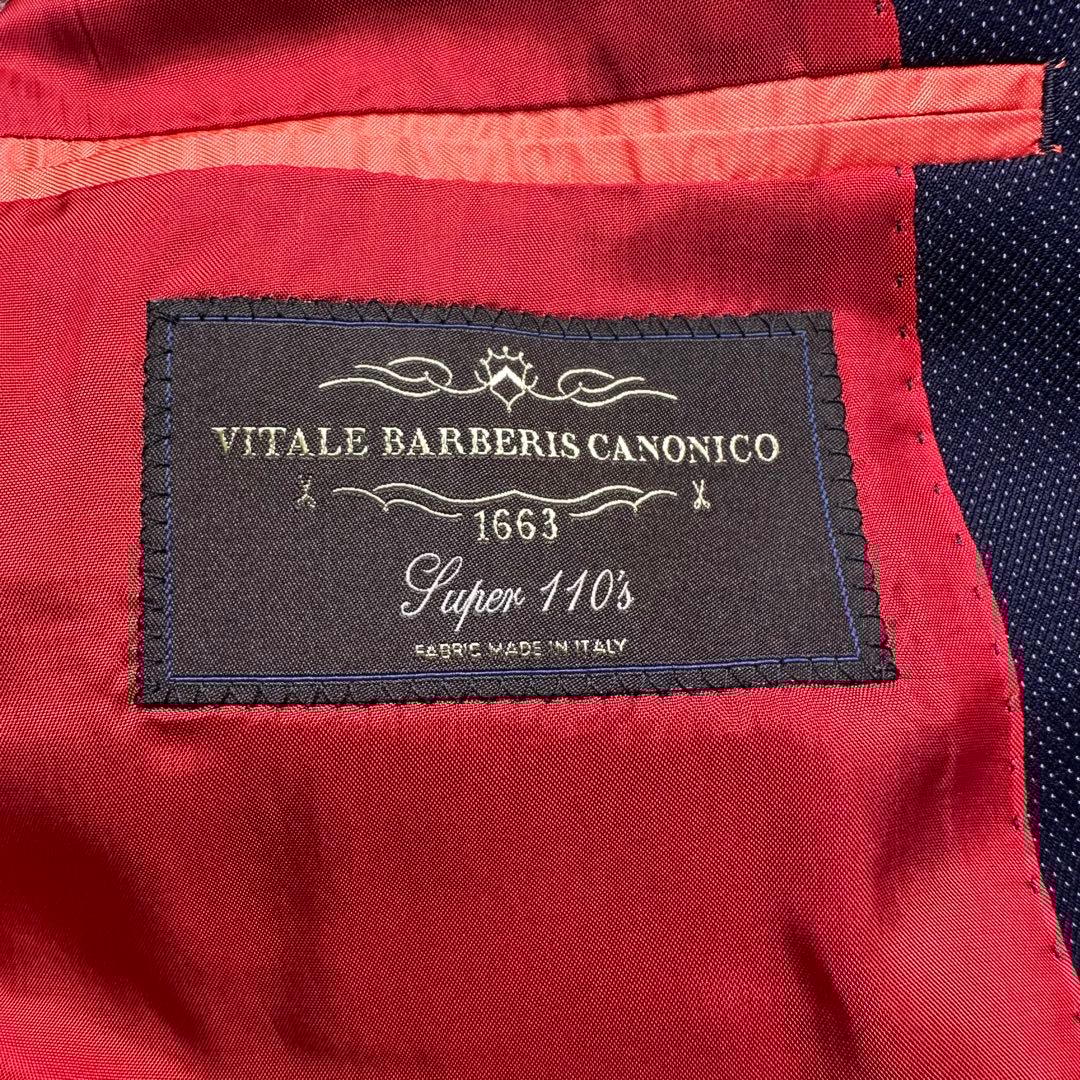 VITALE BARBERIS CANONICO
1663
Super 110's
FABRIC MADE IN ITALY